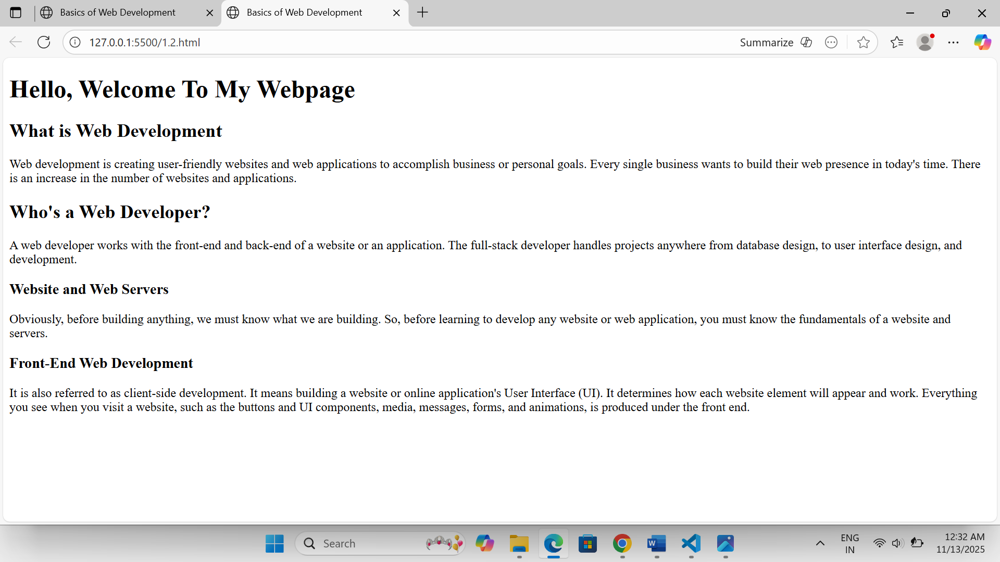 Basics of Web Development
Basics of Web Development
127.0.0.1:5500/1.2.html
Summarize
Hello, Welcome To My Webpage
What is Web Development
Web development is creating user-friendly websites and web applications to accomplish business or personal goals. Every single business wants to build their web presence in today's time. There
is an increase in the number of websites and applications.
Who's a Web Developer?
A web developer works with the front-end and back-end of a website or an application. The full-stack developer handles projects anywhere from database design, to user interface design, and
development.
Website and Web Servers
Obviously, before building anything, we must know what we are building. So, before learning to develop any website or web application, you must know the fundamentals of a website and
servers.
Front-End Web Development
It is also referred to as client-side development. It means building a website or online application's User Interface (UI). It determines how each website element will appear and work. Everything
you see when you visit a website, such as the buttons and UI components, media, messages, forms, and animations, is produced under the front end.
Search
W
ENG
IN
12:32 AM
11/13/2025